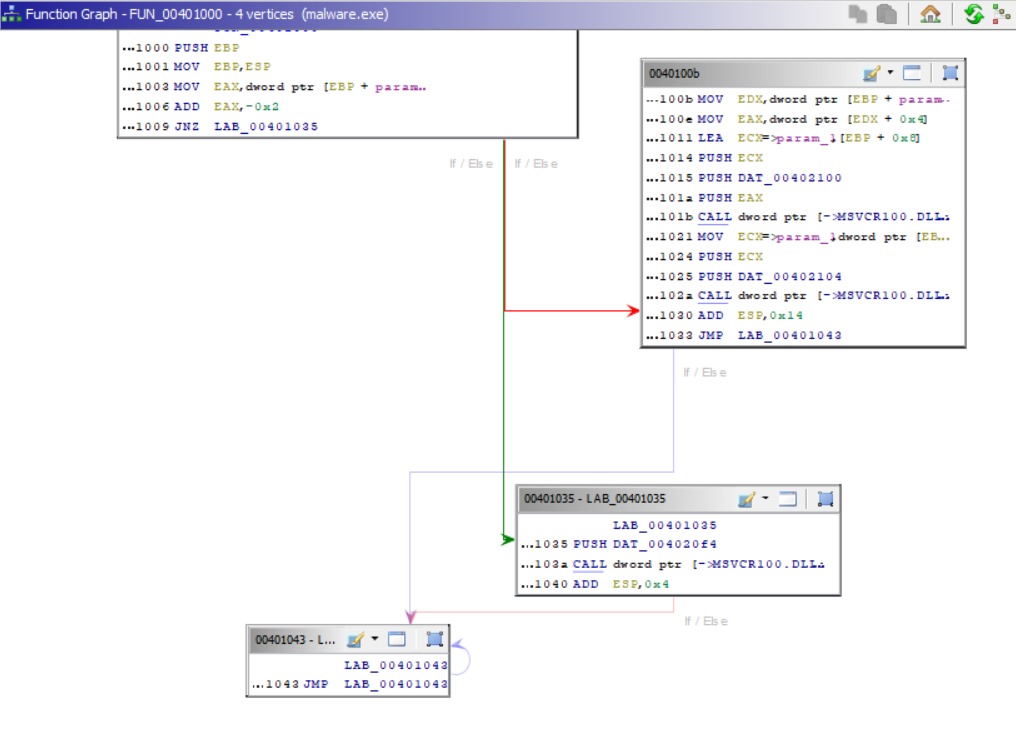 Function Graph - FUN_00401000 - 4 vertices (malware.exe)
...1000 PUSH EBP
...1001 MOV EBP,ESP
...1003 MOV EAX,dword ptr [EBP + param...
...1006 ADD EAX,-0x2
...1009 JNZ LAB_00401035
If / Else
If / Else
0040100b
...100b MOV EDX,dword ptr [EBP + param...
...100e MOV EAX,dword ptr [EDX + 0x4]
...1011 LEA ECX=>param_1,[EBP + 0x8]
...1014 PUSH ECX
...1015 PUSH DAT_00402100
...101a PUSH EAX
...101b CALL dword ptr [->MSVCR100.DLL:
...1021 MOV ECX=>param_1,dword ptr [EB...
...1024 PUSH ECX
...1025 PUSH DAT_00402104
...102a CALL dword ptr [->MSVCR100.DLL:
...1030 ADD ESP,0x14
...1033 JMP LAB_00401043
If / Else
00401035 - LAB_00401035
LAB_00401035
...1035 PUSH DAT_004020f4
...103a CALL dword ptr [->MSVCR100.DLL:
...1040 ADD ESP,0x4
If / Else
00401043 - L...
LAB_00401043
...1043 JMP LAB_00401043